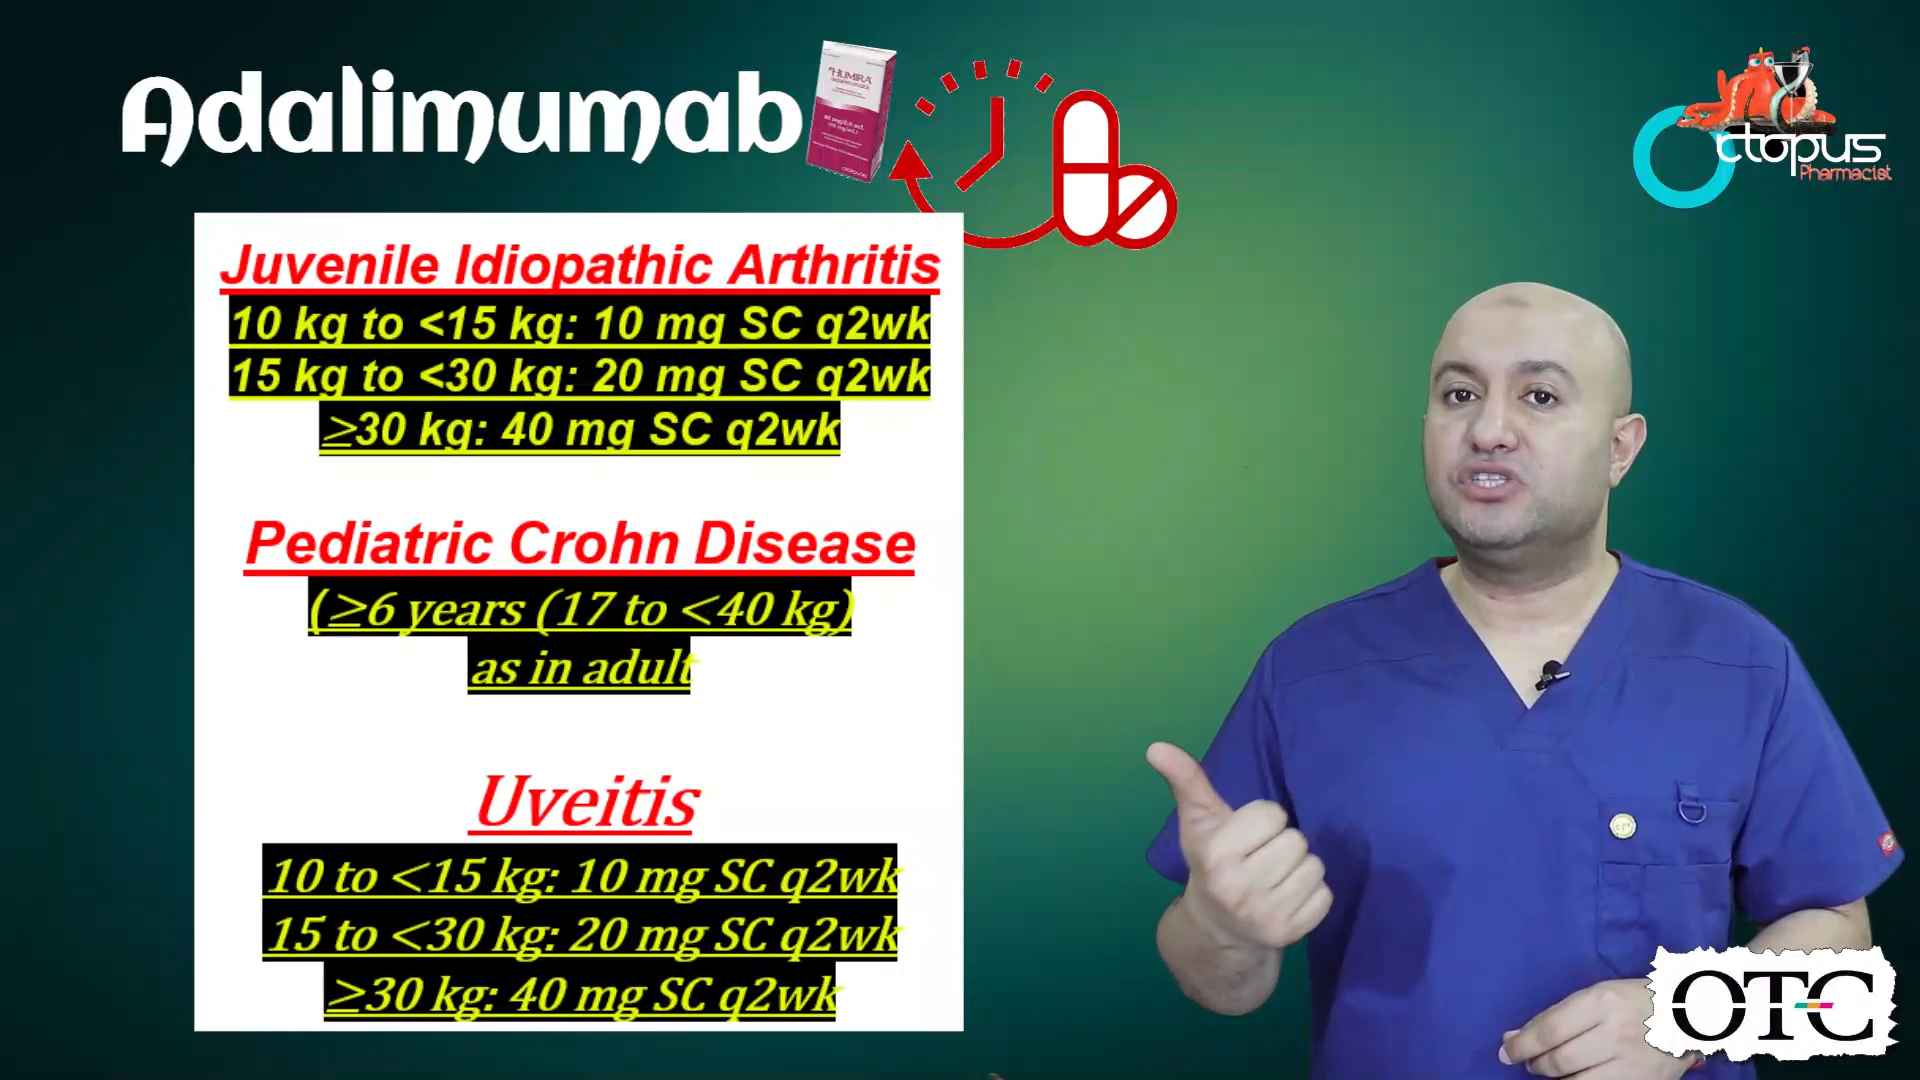 Adalimumab
HUMIRA
octopus
Pharmacist
Juvenile Idiopathic Arthritis
10 kg to <15 kg: 10 mg SC q2wk
15 kg to <30 kg: 20 mg SC q2wk
≥30 kg: 40 mg SC q2wk
Pediatric Crohn Disease
(≥6 years (17 to <40 kg)
as in adult
Uveitis
10 to <15 kg: 10 mg SC q2wk
15 to <30 kg: 20 mg SC q2wk
≥30 kg: 40 mg SC q2wk
OTC